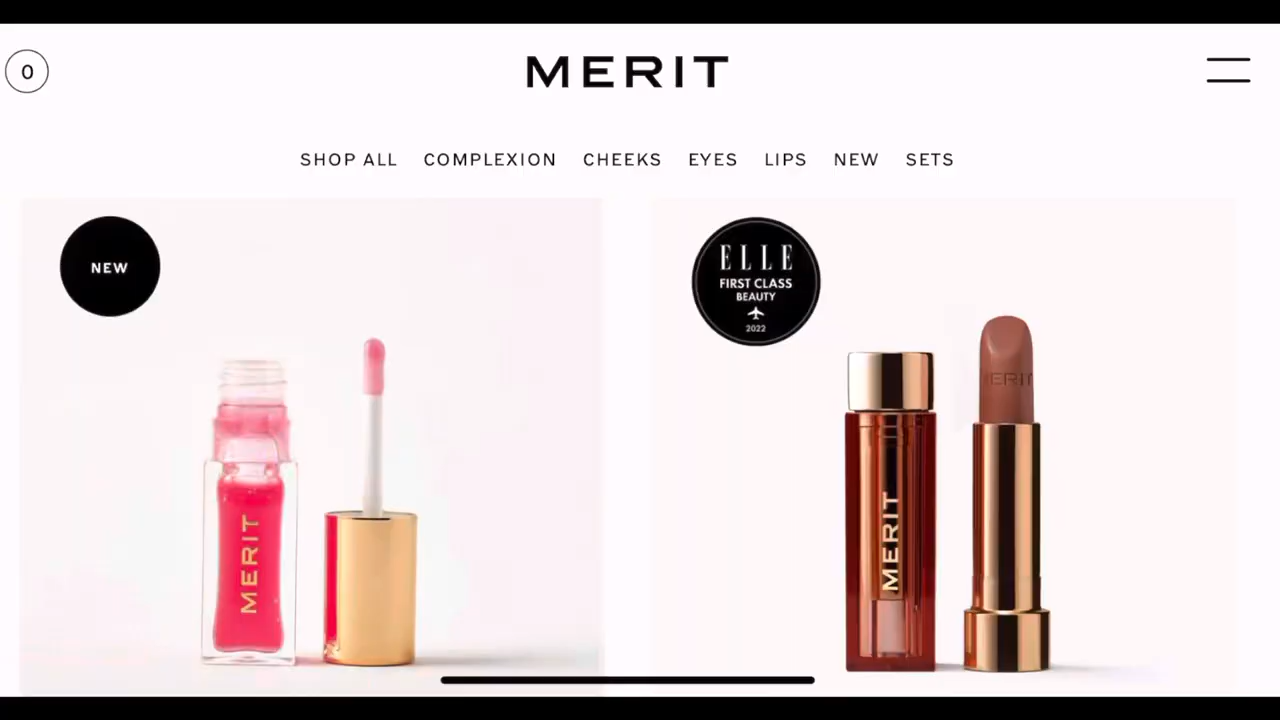 0
MERIT
SHOP ALL COMPLEXION CHEEKS EYES LIPS NEW SETS
NEW
ELLE
FIRST CLASS
BEAUTY
2022
MERIT
MERIT
MERIT